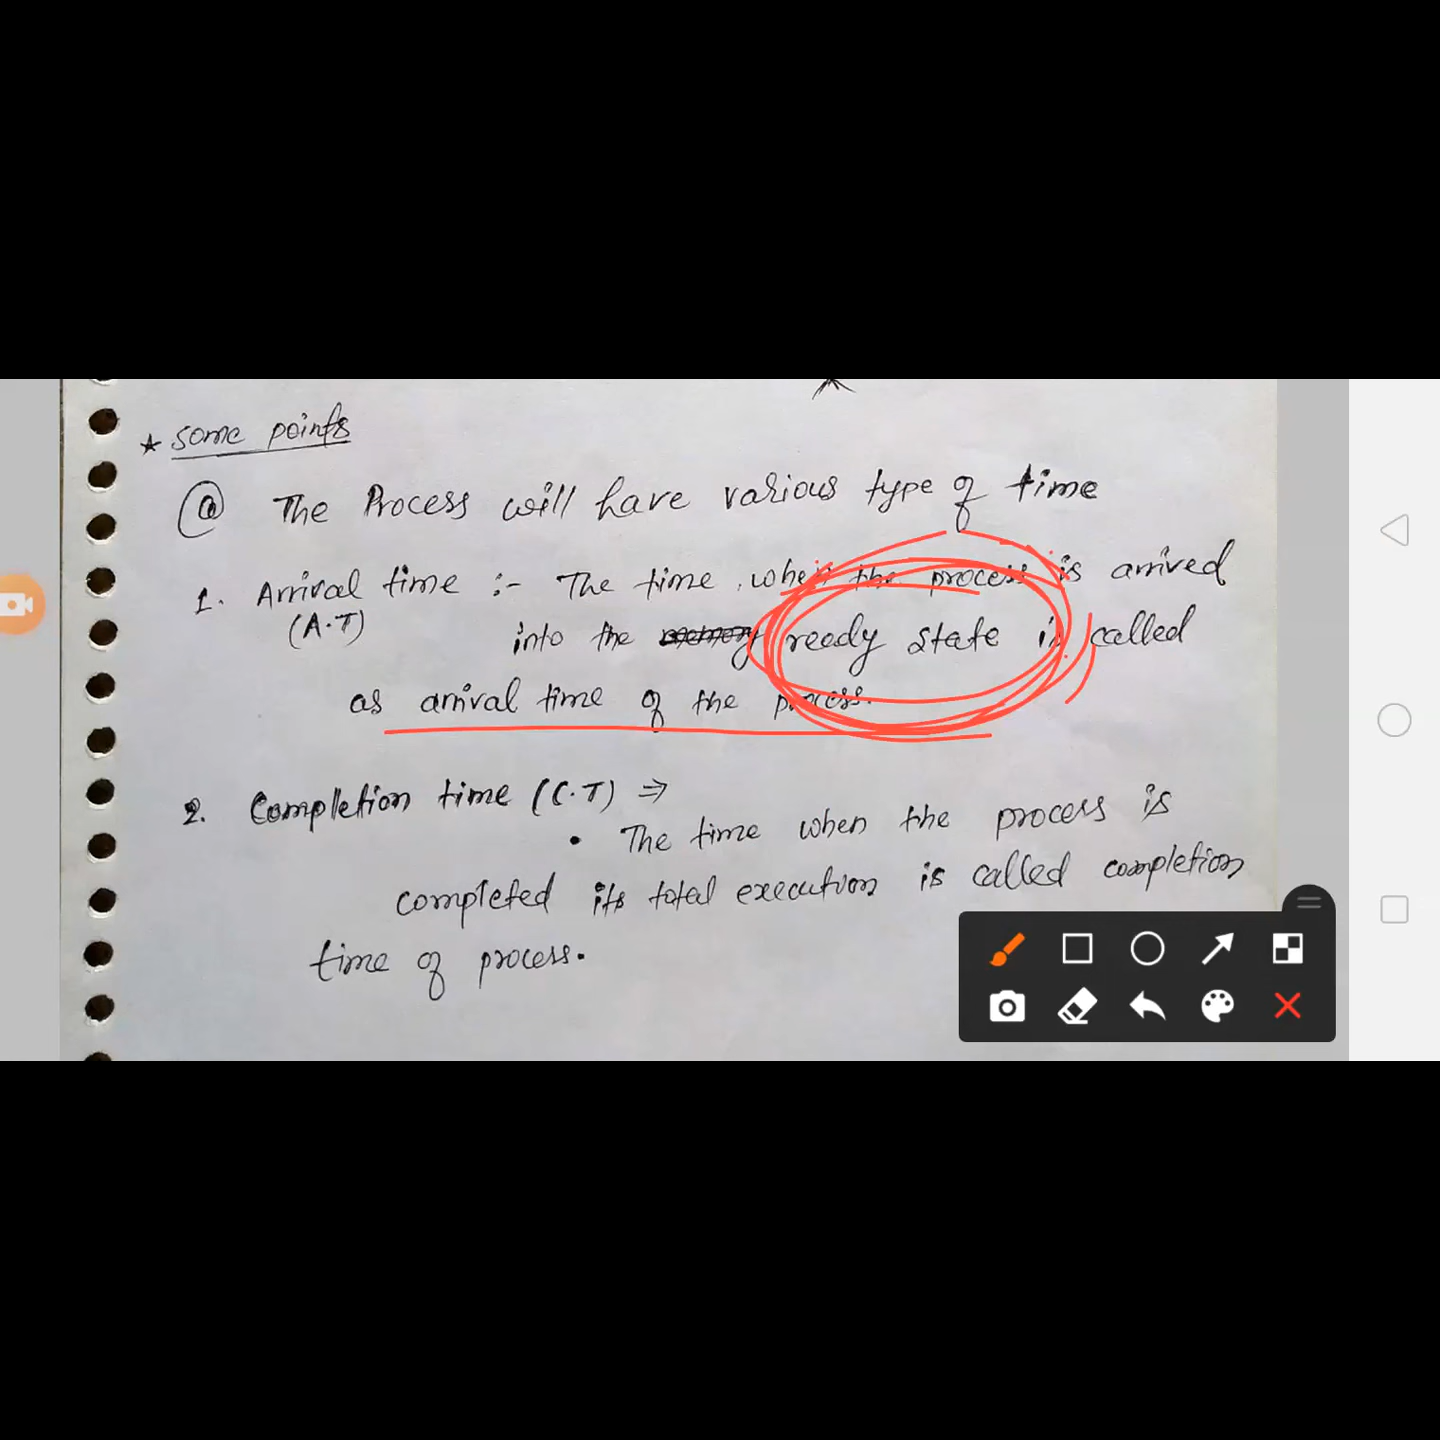 ★ some points
@ The Process will have various type of time
1. Arrival time :- The time when the process is arrived
(A.T) into the memory ready state is called
as arrival time of the process.
2. Completion time (C.T) ⇒
• The time when the process is
completed its total execution is called completion
time of process.